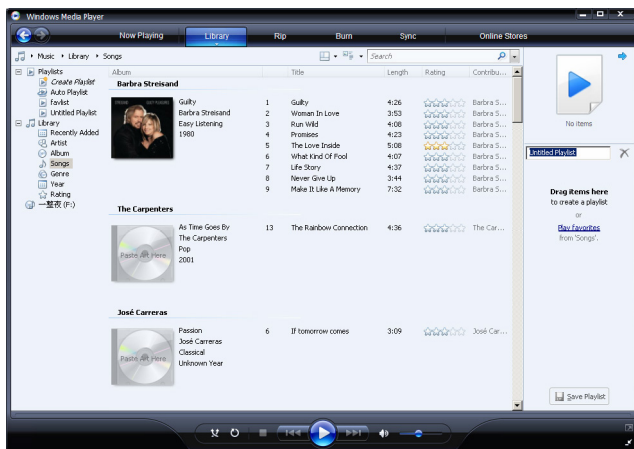 Windows Media Player
Now Playing Library Rip Burn Sync Online Stores
Music Library Songs
Search
Playlists
Create Playlist
Auto Playlist
favlist
Untitled Playlist
Library
Recently Added
Artist
Album
Songs
Genre
Year
Rating
一整夜 (F:)
Album Title Length Rating Contribu...
Barbra Streisand
Guilty
Barbra Streisand
Easy Listening
1980
1 Guilty 4:26 Barbra S...
2 Woman In Love 3:53 Barbra S...
3 Run Wild 4:08 Barbra S...
4 Promises 4:23 Barbra S...
5 The Love Inside 5:08 Barbra S...
6 What Kind Of Fool 4:07 Barbra S...
7 Life Story 4:37 Barbra S...
8 Never Give Up 3:44 Barbra S...
9 Make It Like A Memory 7:32 Barbra S...
The Carpenters
Paste Art Here
As Time Goes By
The Carpenters
Pop
2001
13 The Rainbow Connection 4:36 The Car...
José Carreras
Paste Art Here
Passion
José Carreras
Classical
Unknown Year
6 If tomorrow comes 3:09 José Car...
No items
Untitled Playlist
Drag items here
to create a playlist
or
Play favorites
from 'Songs'.
Save Playlist